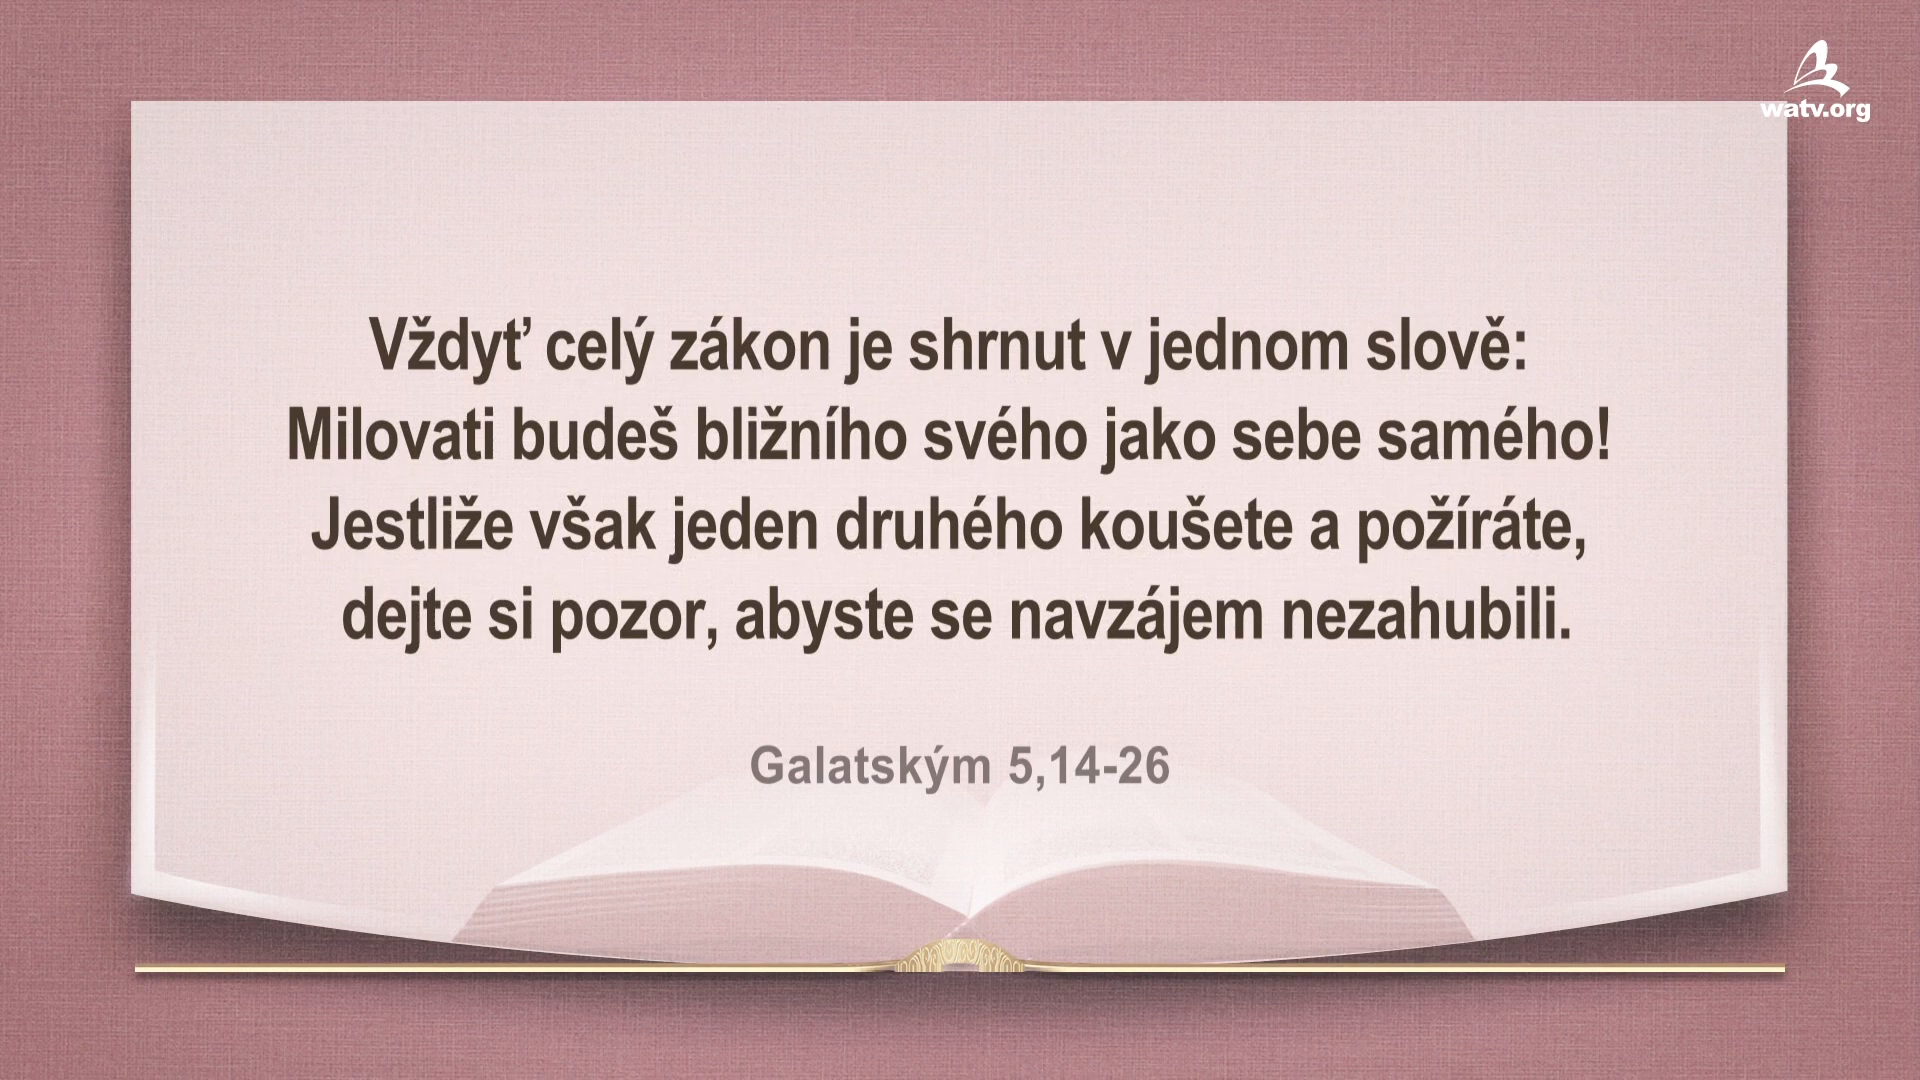 watv.org
Vždyť celý zákon je shrnut v jednom slově:
Milovati budeš bližního svého jako sebe samého!
Jestliže však jeden druhého koušete a požíráte,
dejte si pozor, abyste se navzájem nezahubili.
Galatským 5,14-26